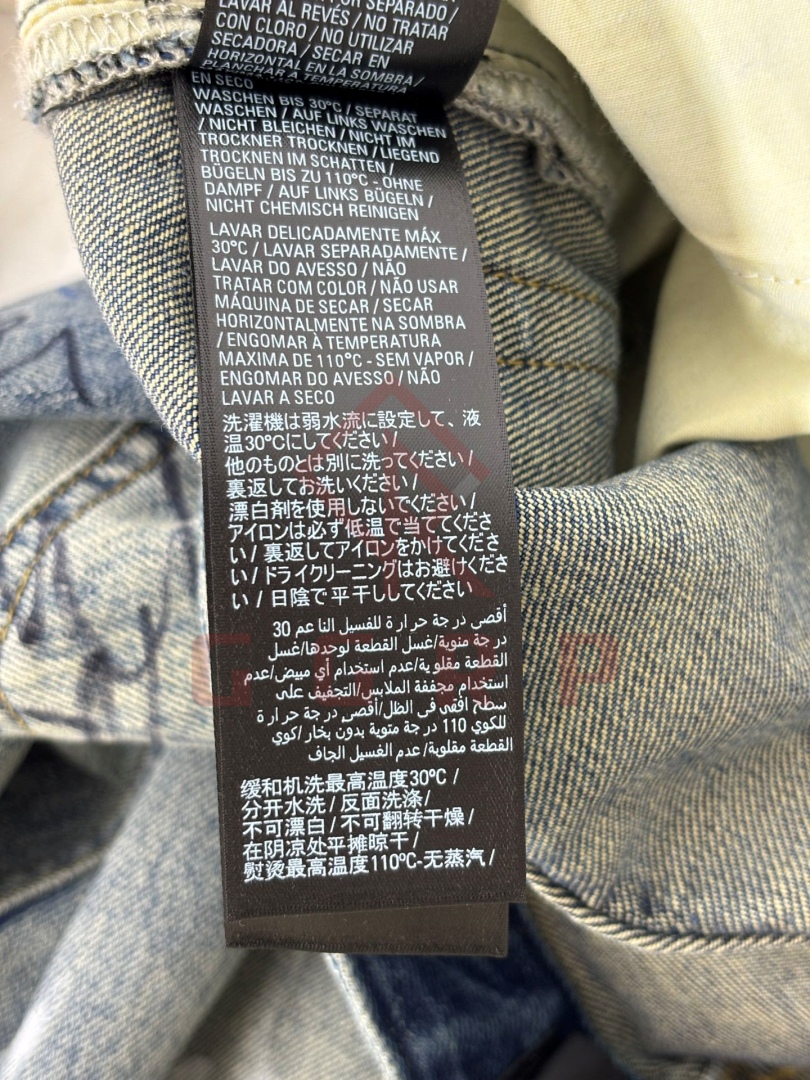 POR SEPARADO /
LAVAR AL REVÉS / NO TRATAR
CON CLORO / NO UTILIZAR
SECADORA / SECAR EN
HORIZONTAL EN LA SOMBRA /
PLANCHAR A TEMPERATURA
EN SECO
WASCHEN BIS 30°C / SEPARAT
WASCHEN / AUF LINKS WASCHEN
/ NICHT BLEICHEN / NICHT IM
TROCKNER TROCKNEN / LIEGEND
TROCKNEN IM SCHATTEN /
BÜGELN BIS ZU 110°C - OHNE
DAMPF / AUF LINKS BÜGELN /
NICHT CHEMISCH REINIGEN
LAVAR DELICADAMENTE MÁX
30°C / LAVAR SEPARADAMENTE /
LAVAR DO AVESSO / NÃO
TRATAR COM COLOR / NÃO USAR
MÁQUINA DE SECAR / SECAR
HORIZONTALMENTE NA SOMBRA
/ ENGOMAR À TEMPERATURA
MAXIMA DE 110°C - SEM VAPOR /
ENGOMAR DO AVESSO / NÃO
LAVAR A SECO
洗濯機は弱水流に設定して、液
温30°Cにしてください /
他のものとは別に洗ってください /
裏返してお洗いください /
漂白剤を使用しないでください /
アイロンは必ず低温で当ててくださ
い / 裏返してアイロンをかけてくださ
い / ドライクリーニングはお避けくださ
い / 日陰で平干ししてください
أقصى درجة حرارة للغسيل الناعم 30
درجة مئوية/غسل القطعة لوحدها/غسل
القطعة مقلوبة/عدم استخدام أي مبيض/عدم
استخدام مجففة الملابس/التجفيف على
سطح افقى فى الظل/أقصى درجة حرارة
للكوي 110 درجة مئوية بدون بخار/كوي
القطعة مقلوبة/ عدم الغسيل الجاف
缓和机洗最高温度30°C /
分开水洗 / 反面洗涤/
不可漂白 / 不可翻转干燥 /
在阴凉处平摊晾干 /
熨烫最高温度110°C-无蒸汽 /